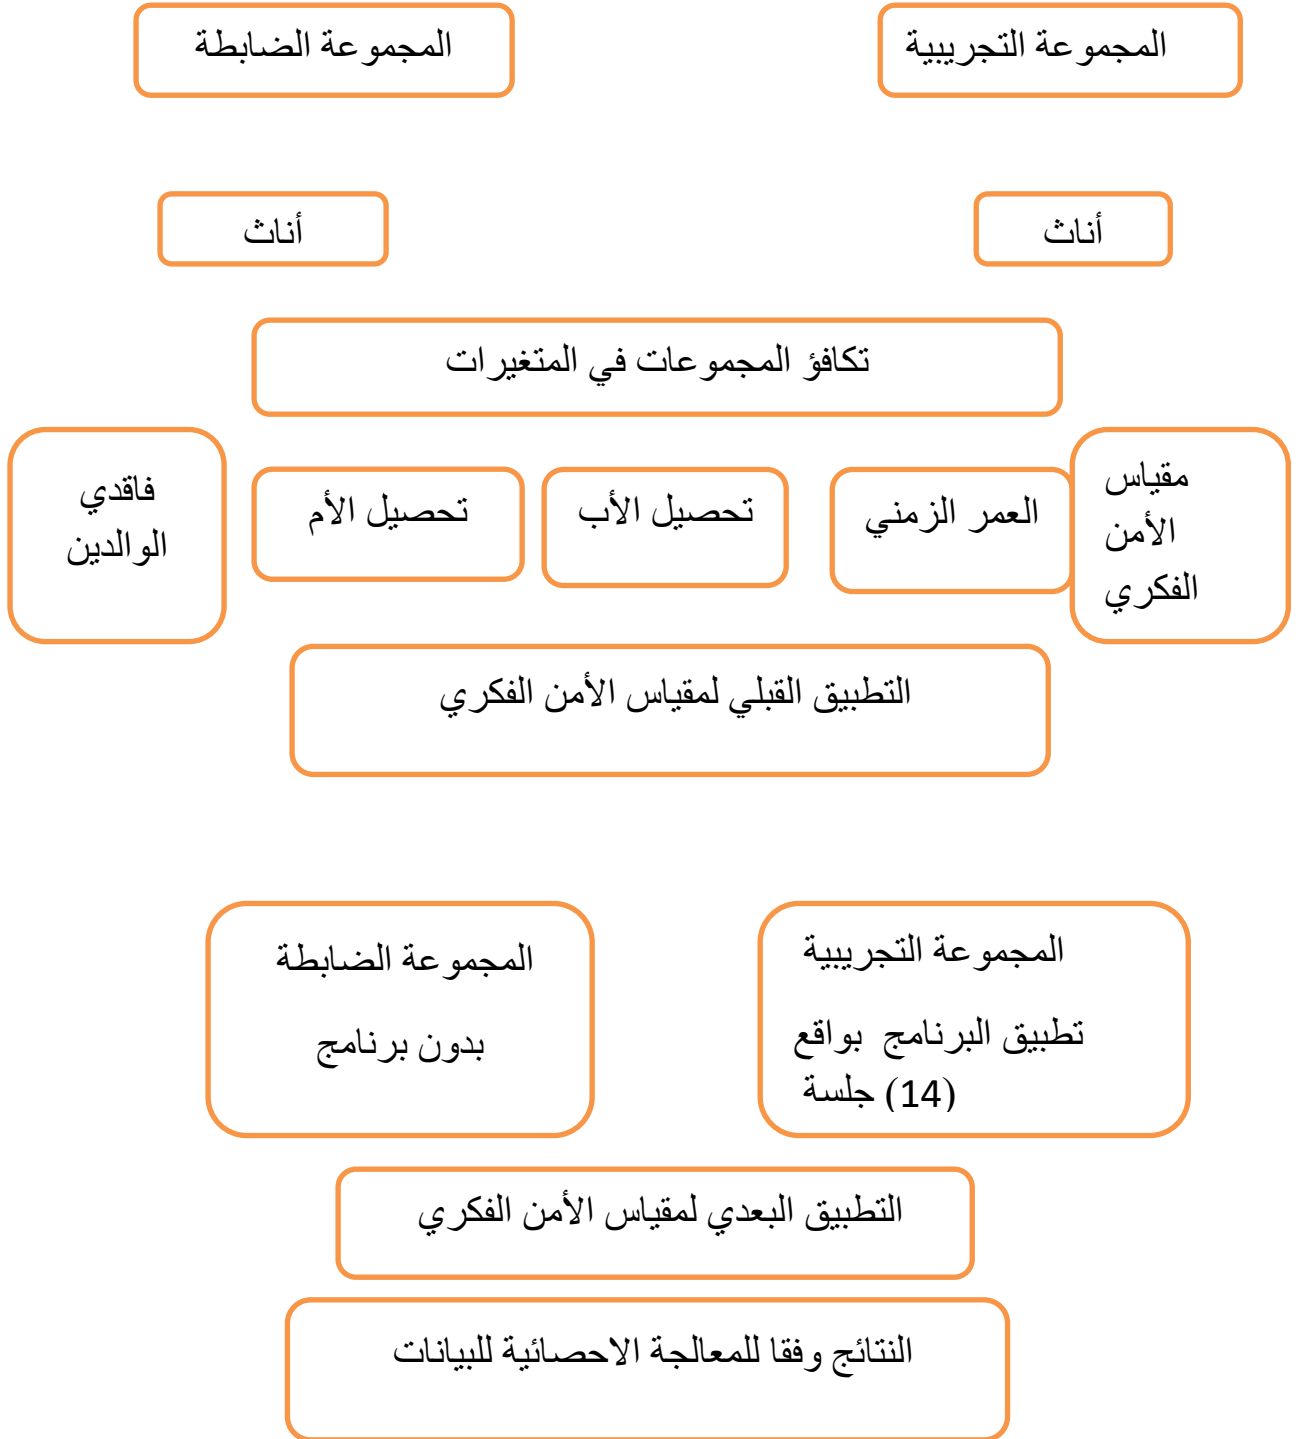 المجموعة التجريبية
المجموعة الضابطة
أناث
أناث
تكافؤ المجموعات في المتغيرات
مقياس
الأمن
الفكري
العمر الزمني
تحصيل الأب
تحصيل الأم
فاقدي
الوالدين
التطبيق القبلي لمقياس الأمن الفكري
المجموعة التجريبية
تطبيق البرنامج بواقع
(14) جلسة
المجموعة الضابطة
بدون برنامج
التطبيق البعدي لمقياس الأمن الفكري
النتائج وفقا للمعالجة الاحصائية للبيانات